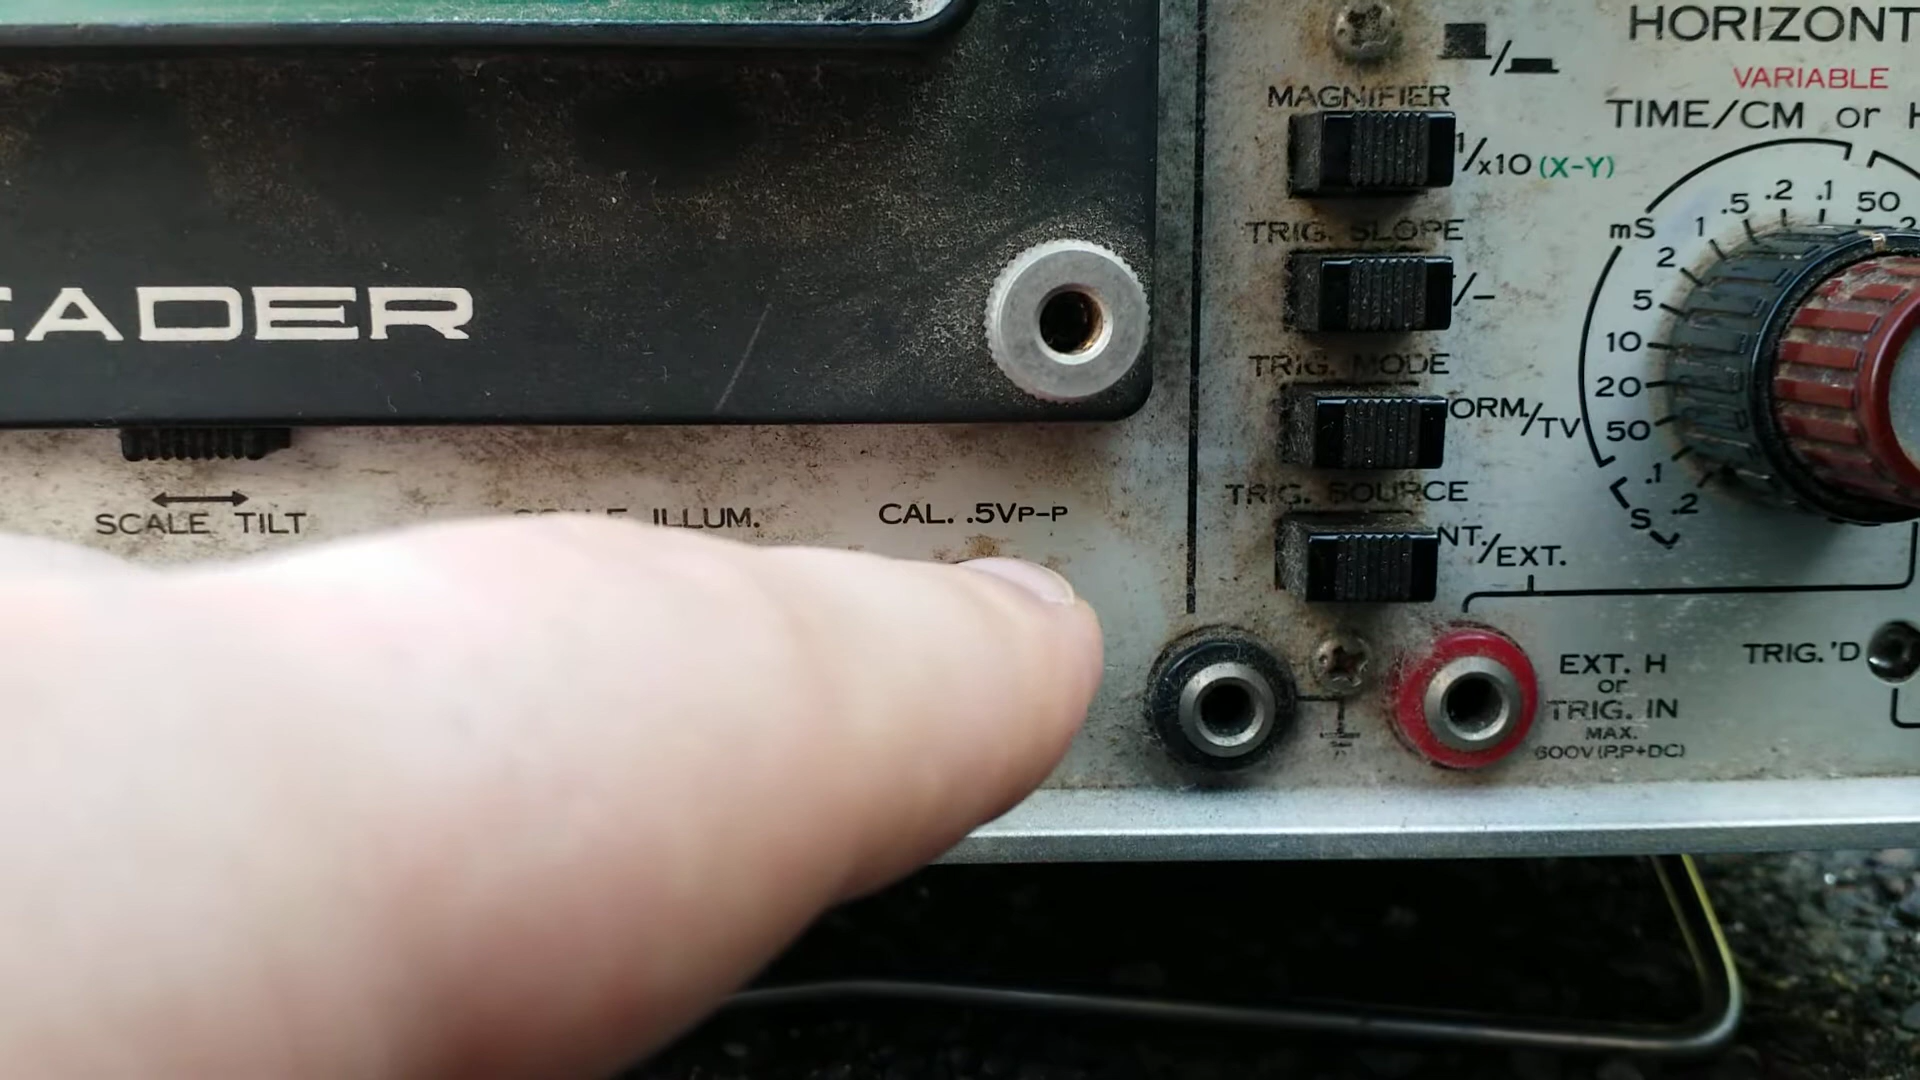 EADER
SCALE TILT
ILLUM.
CAL. .5VP-P
MAGNIFIER
1/x10 (X-Y)
TRIG. SLOPE
/−
TRIG. MODE
ORM/TV
TRIG. SOURCE
NT./EXT.
HORIZONT
VARIABLE
TIME/CM or H
mS
.1
.2
.5
1
2
5
10
20
50
.1
.2
S
50
EXT. H
or
TRIG. IN
MAX.
600V(P.P+DC)
TRIG.'D